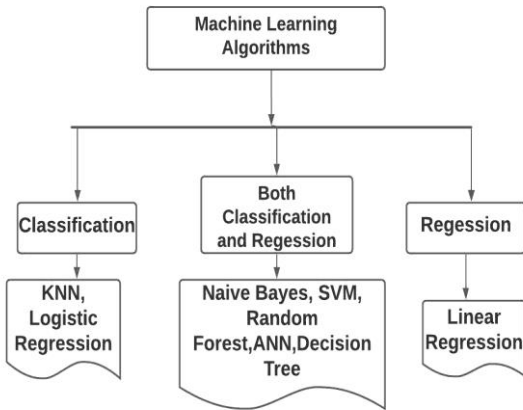 Machine Learning
Algorithms
Classification
Both
Classification
and Regression
Regession
KNN,
Logistic
Regression
Naive Bayes, SVM,
Random
Forest,ANN,Decision
Tree
Linear
Regression